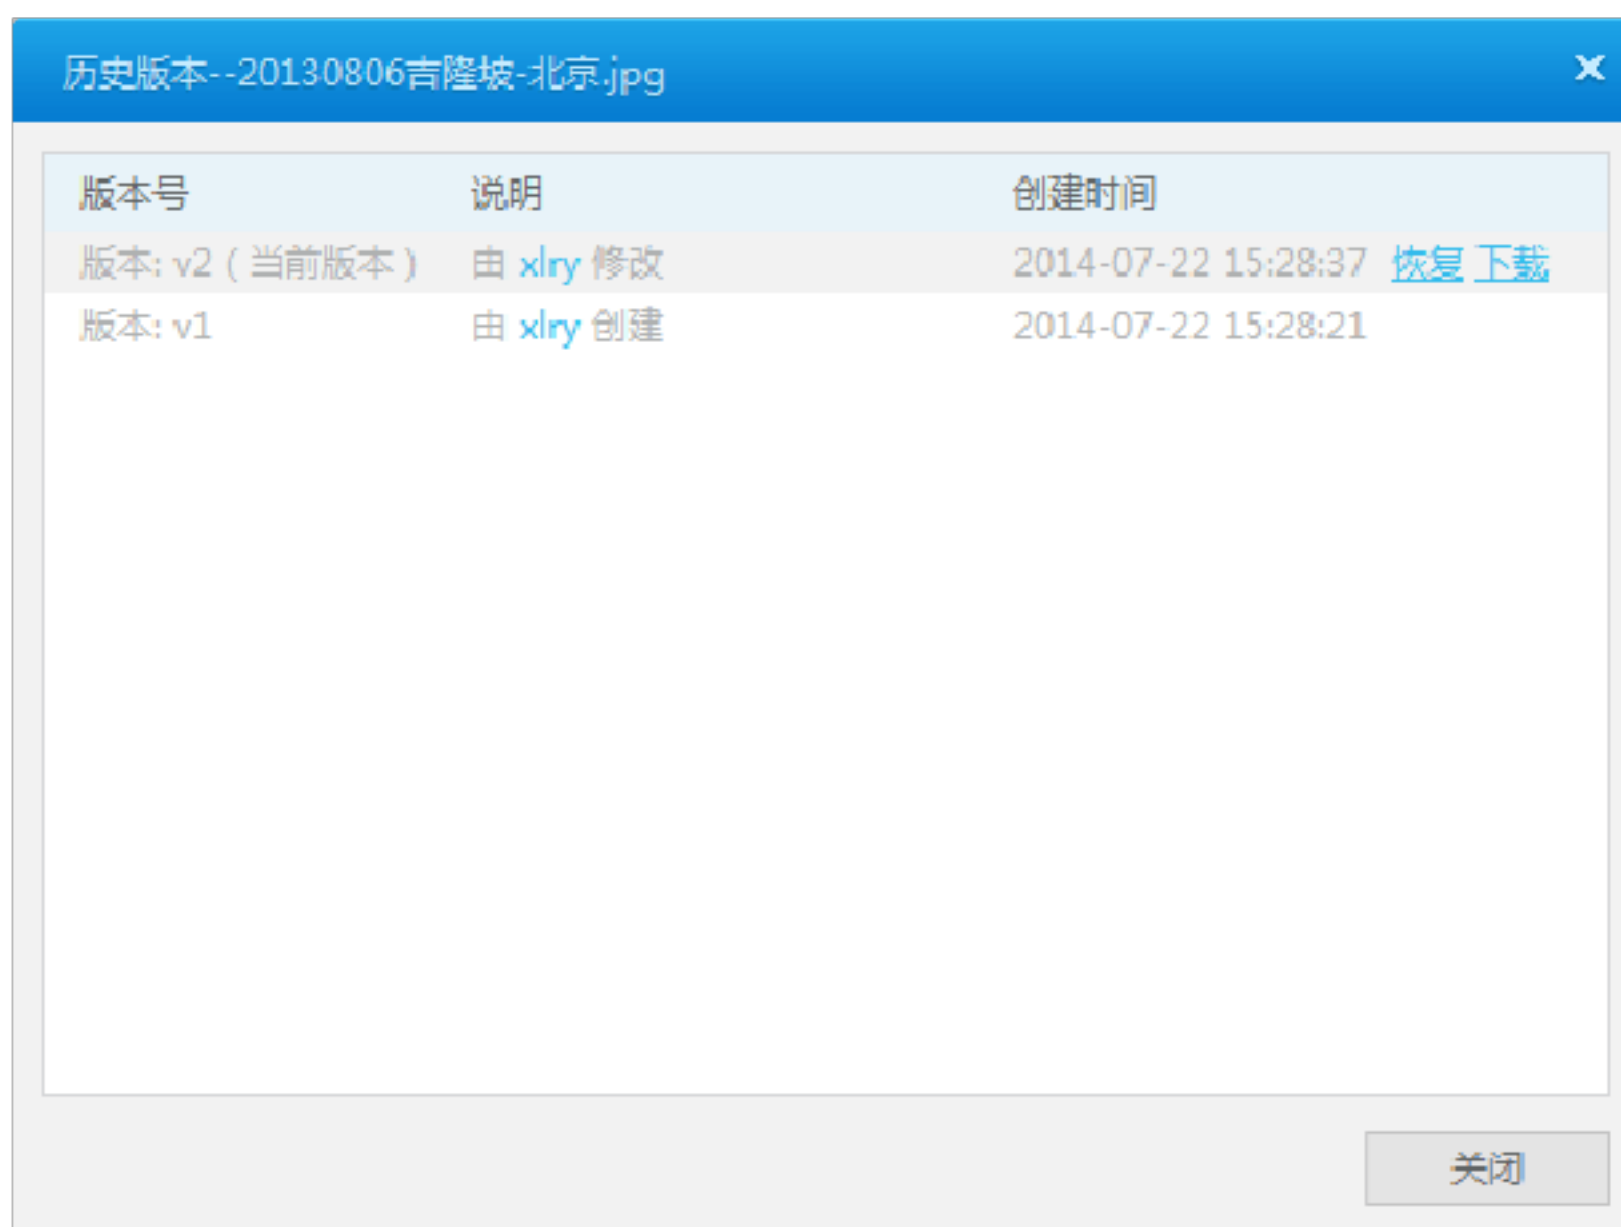 历史版本--20130806吉隆坡-北京.jpg
版本号 说明 创建时间
版本: v2 ( 当前版本 ) 由 xlry 修改 2014-07-22 15:28:37 恢复 下载
版本: v1 由 xlry 创建 2014-07-22 15:28:21
关闭